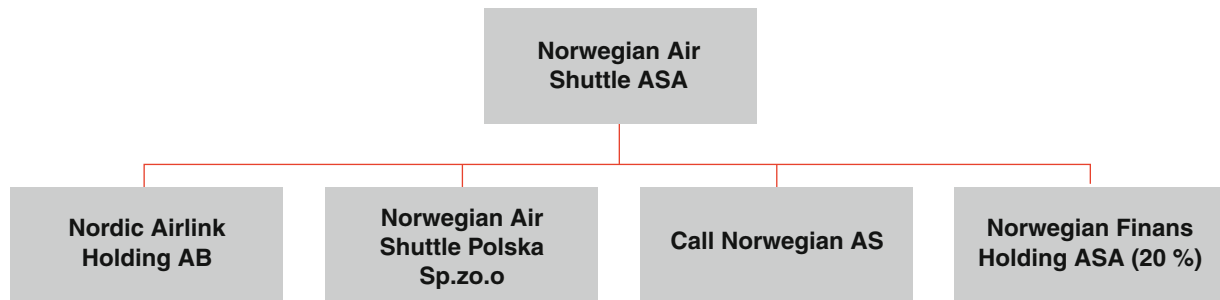 Norwegian Air
Shuttle ASA
Nordic Airlink
Holding AB
Norwegian Air
Shuttle Polska
Sp.zo.o
Call Norwegian AS
Norwegian Finans
Holding ASA (20 %)